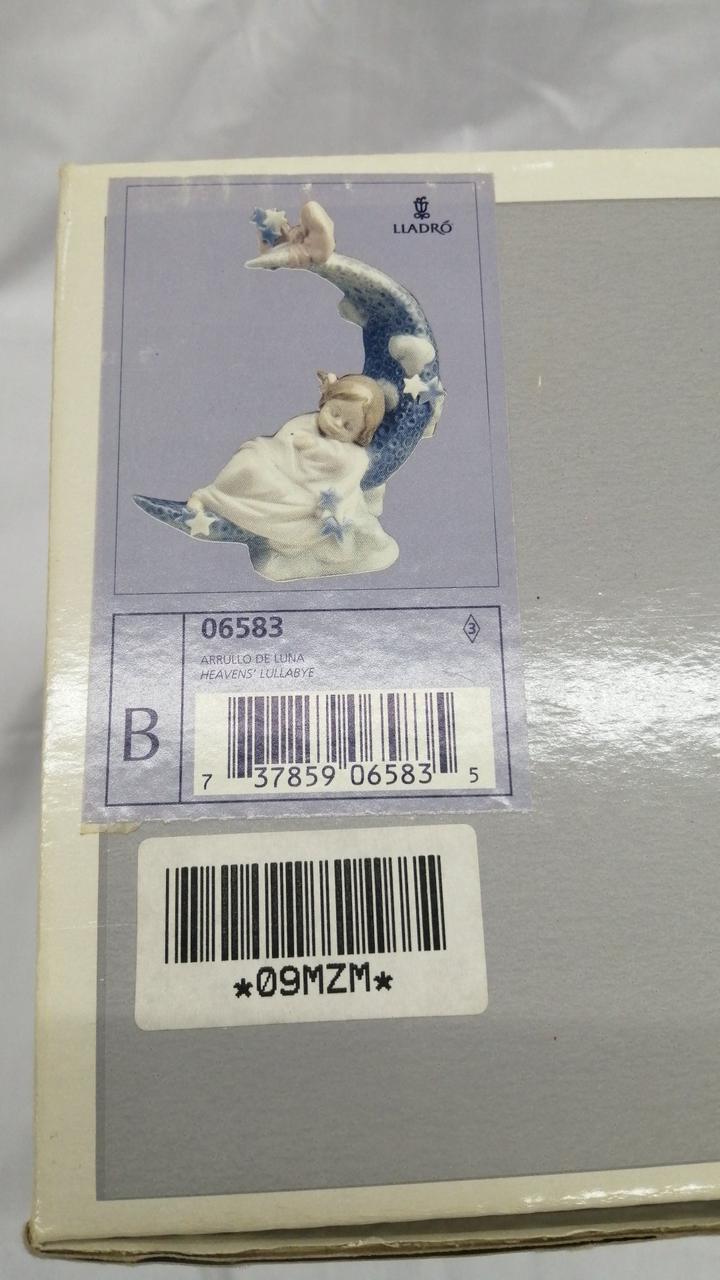 LLADRÓ
06583
3
ARRULLO DE LUNA
HEAVENS' LULLABYE
B
7 37859 06583 5
*09MZM*